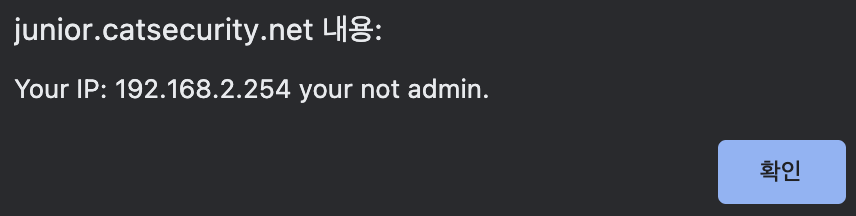 junior.catsecurity.net 내용:
Your IP: 192.168.2.254 your not admin.
확인